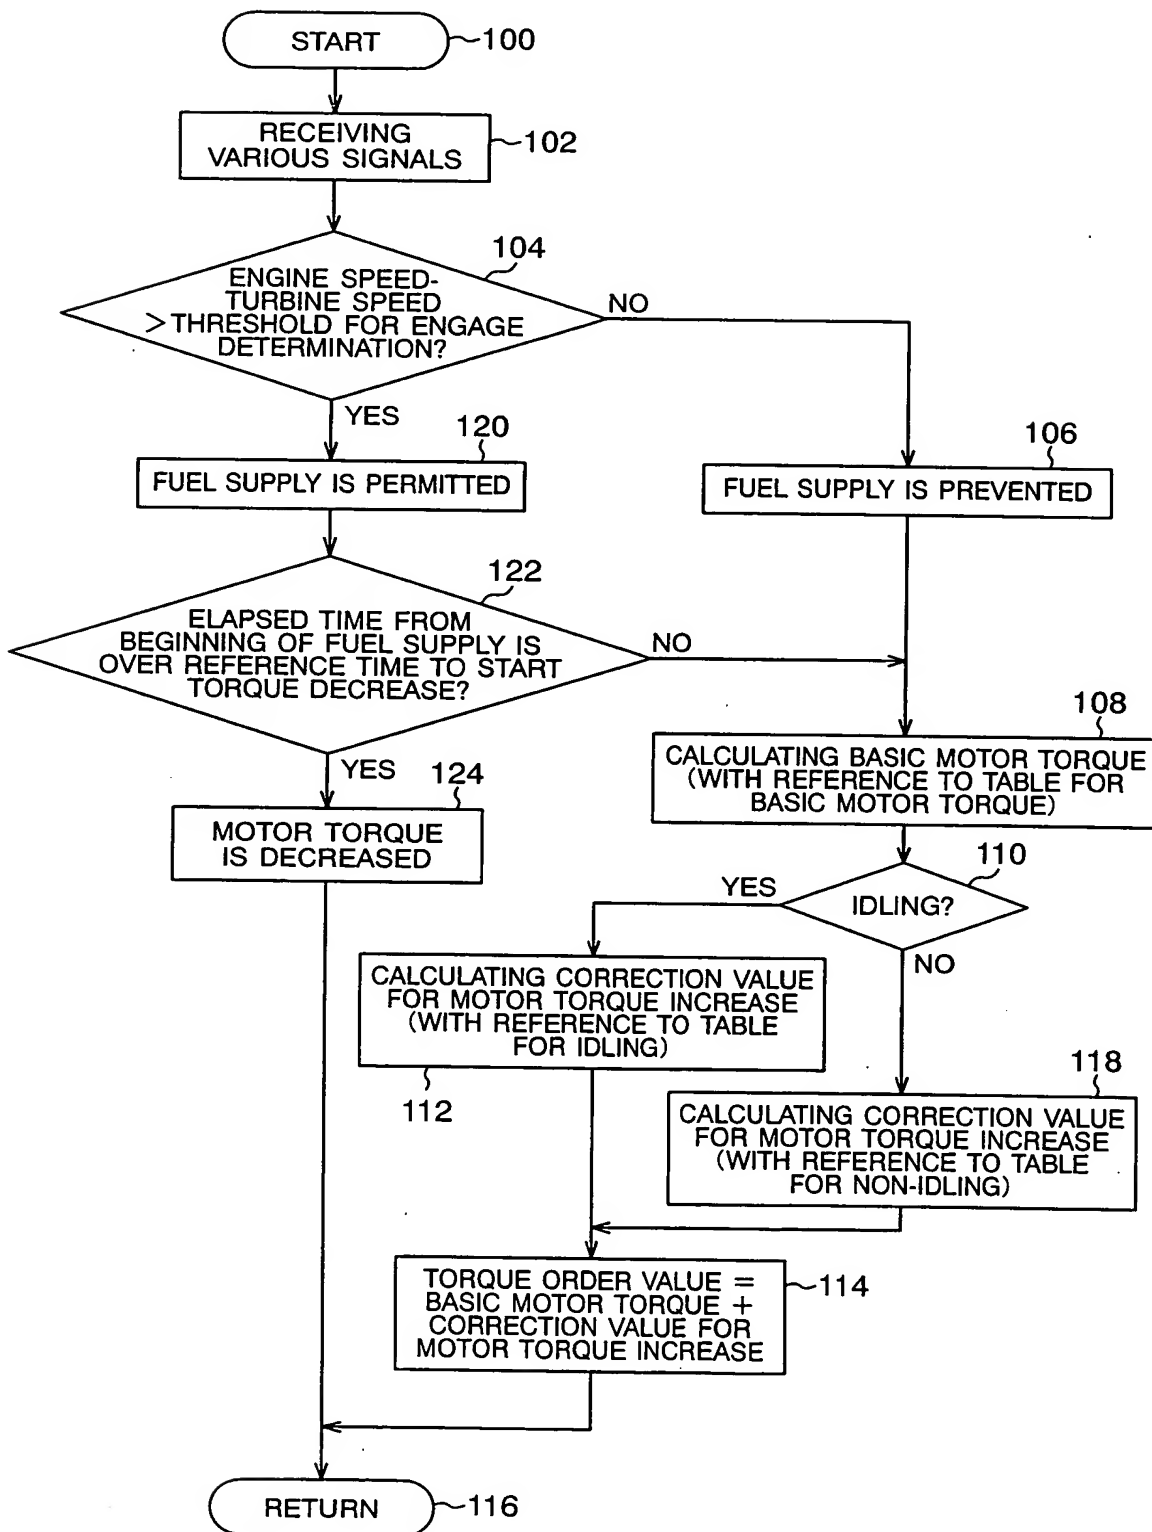 START
100
RECEIVING
VARIOUS SIGNALS
102
104
ENGINE SPEED-
TURBINE SPEED
>THRESHOLD FOR ENGAGE
DETERMINATION?
NO
YES
120
FUEL SUPPLY IS PERMITTED
106
FUEL SUPPLY IS PREVENTED
122
ELAPSED TIME FROM
BEGINNING OF FUEL SUPPLY IS
OVER REFERENCE TIME TO START
TORQUE DECREASE?
NO
YES
108
CALCULATING BASIC MOTOR TORQUE
(WITH REFERENCE TO TABLE FOR
BASIC MOTOR TORQUE)
124
MOTOR TORQUE
IS DECREASED
110
IDLING?
YES
NO
CALCULATING CORRECTION VALUE
FOR MOTOR TORQUE INCREASE
(WITH REFERENCE TO TABLE
FOR IDLING)
112
118
CALCULATING CORRECTION VALUE
FOR MOTOR TORQUE INCREASE
(WITH REFERENCE TO TABLE
FOR NON-IDLING)
TORQUE ORDER VALUE =
BASIC MOTOR TORQUE +
CORRECTION VALUE FOR
MOTOR TORQUE INCREASE
114
RETURN
116